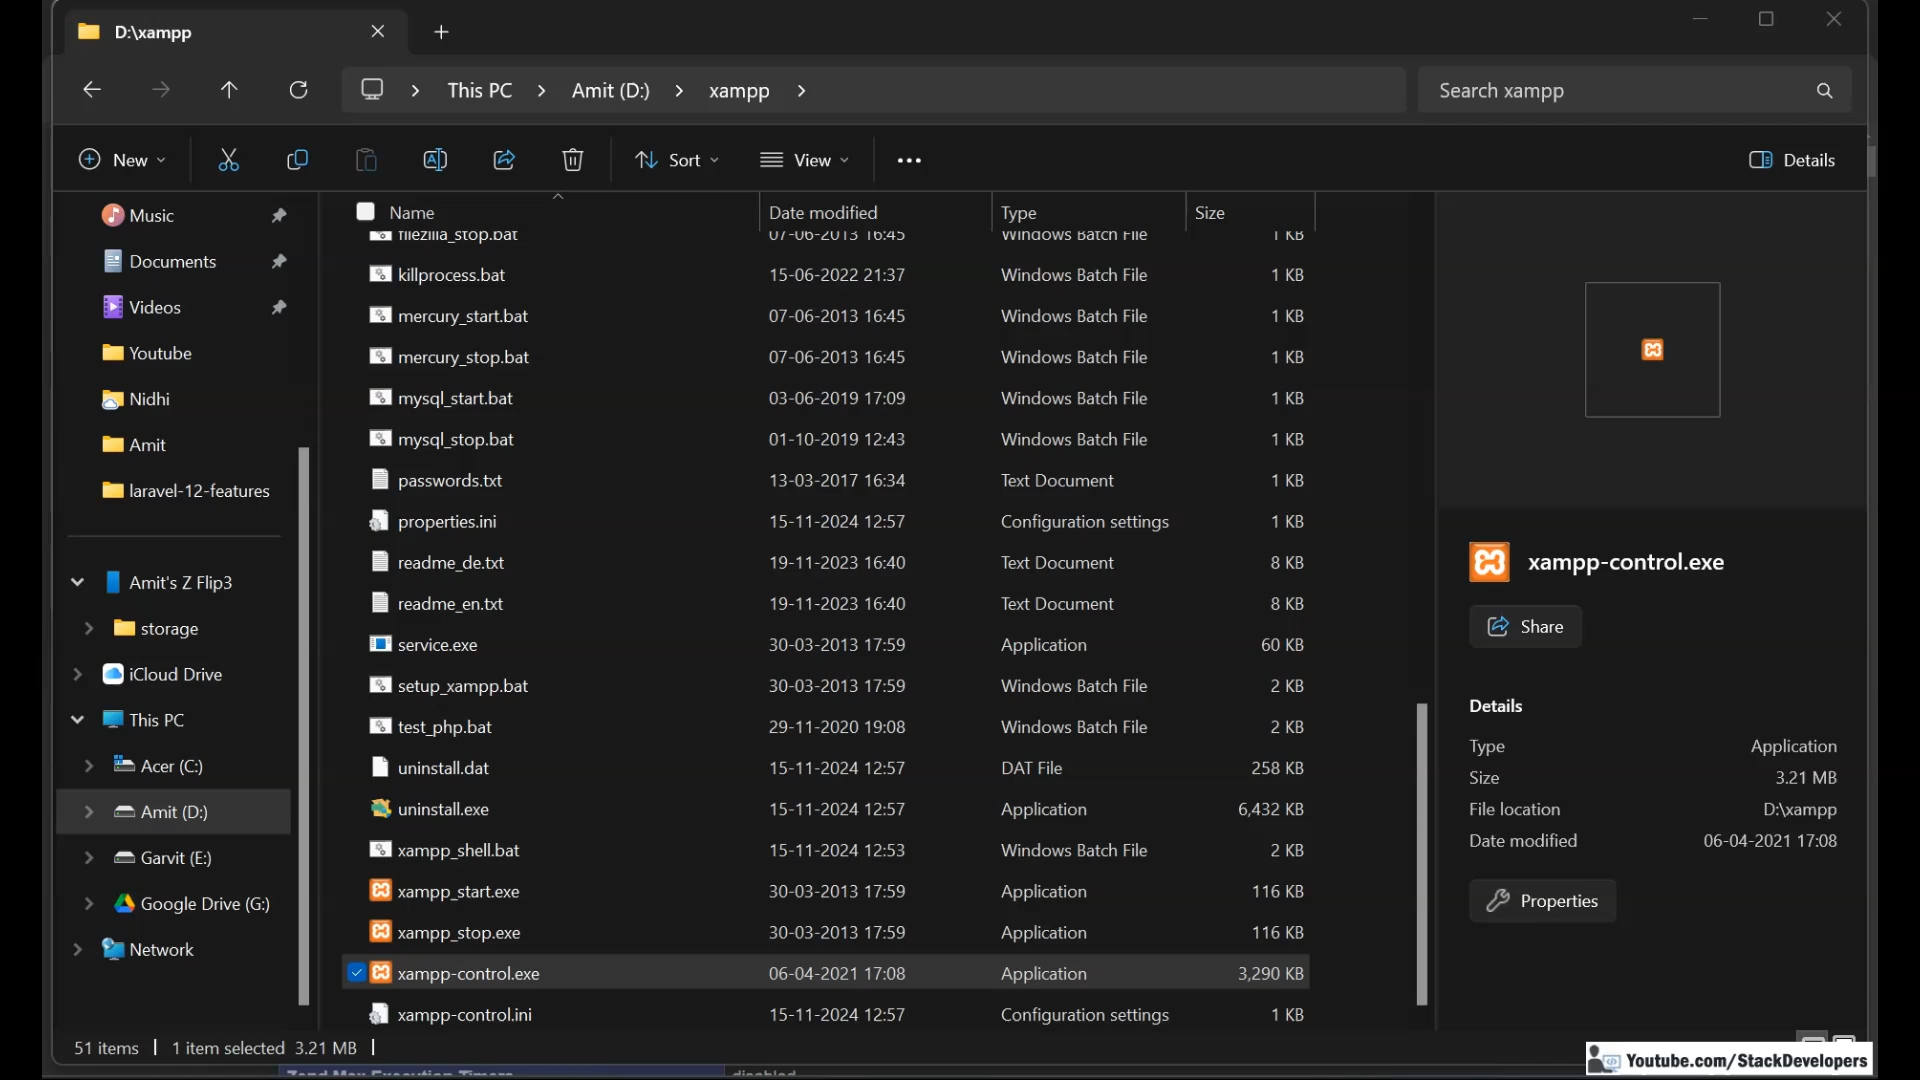 D:\xampp
This PC
Amit (D:)
xampp
Search xampp
New
Sort
View
Details
Music
Documents
Videos
Youtube
Nidhi
Amit
laravel-12-features
Amit's Z Flip3
storage
iCloud Drive
This PC
Acer (C:)
Amit (D:)
Garvit (E:)
Google Drive (G:)
Network
Name Date modified Type Size
filezilla_stop.bat 07-06-2013 16:45 Windows Batch File 1 KB
killprocess.bat 15-06-2022 21:37 Windows Batch File 1 KB
mercury_start.bat 07-06-2013 16:45 Windows Batch File 1 KB
mercury_stop.bat 07-06-2013 16:45 Windows Batch File 1 KB
mysql_start.bat 03-06-2019 17:09 Windows Batch File 1 KB
mysql_stop.bat 01-10-2019 12:43 Windows Batch File 1 KB
passwords.txt 13-03-2017 16:34 Text Document 1 KB
properties.ini 15-11-2024 12:57 Configuration settings 1 KB
readme_de.txt 19-11-2023 16:40 Text Document 8 KB
readme_en.txt 19-11-2023 16:40 Text Document 8 KB
service.exe 30-03-2013 17:59 Application 60 KB
setup_xampp.bat 30-03-2013 17:59 Windows Batch File 2 KB
test_php.bat 29-11-2020 19:08 Windows Batch File 2 KB
uninstall.dat 15-11-2024 12:57 DAT File 258 KB
uninstall.exe 15-11-2024 12:57 Application 6,432 KB
xampp_shell.bat 15-11-2024 12:53 Windows Batch File 2 KB
xampp_start.exe 30-03-2013 17:59 Application 116 KB
xampp_stop.exe 30-03-2013 17:59 Application 116 KB
xampp-control.exe 06-04-2021 17:08 Application 3,290 KB
xampp-control.ini 15-11-2024 12:57 Configuration settings 1 KB
xampp-control.exe
Share
Details
Type Application
Size 3.21 MB
File location D:\xampp
Date modified 06-04-2021 17:08
Properties
51 items
1 item selected 3.21 MB
Zend Max Execution Timers disabled
Youtube.com/StackDevelopers